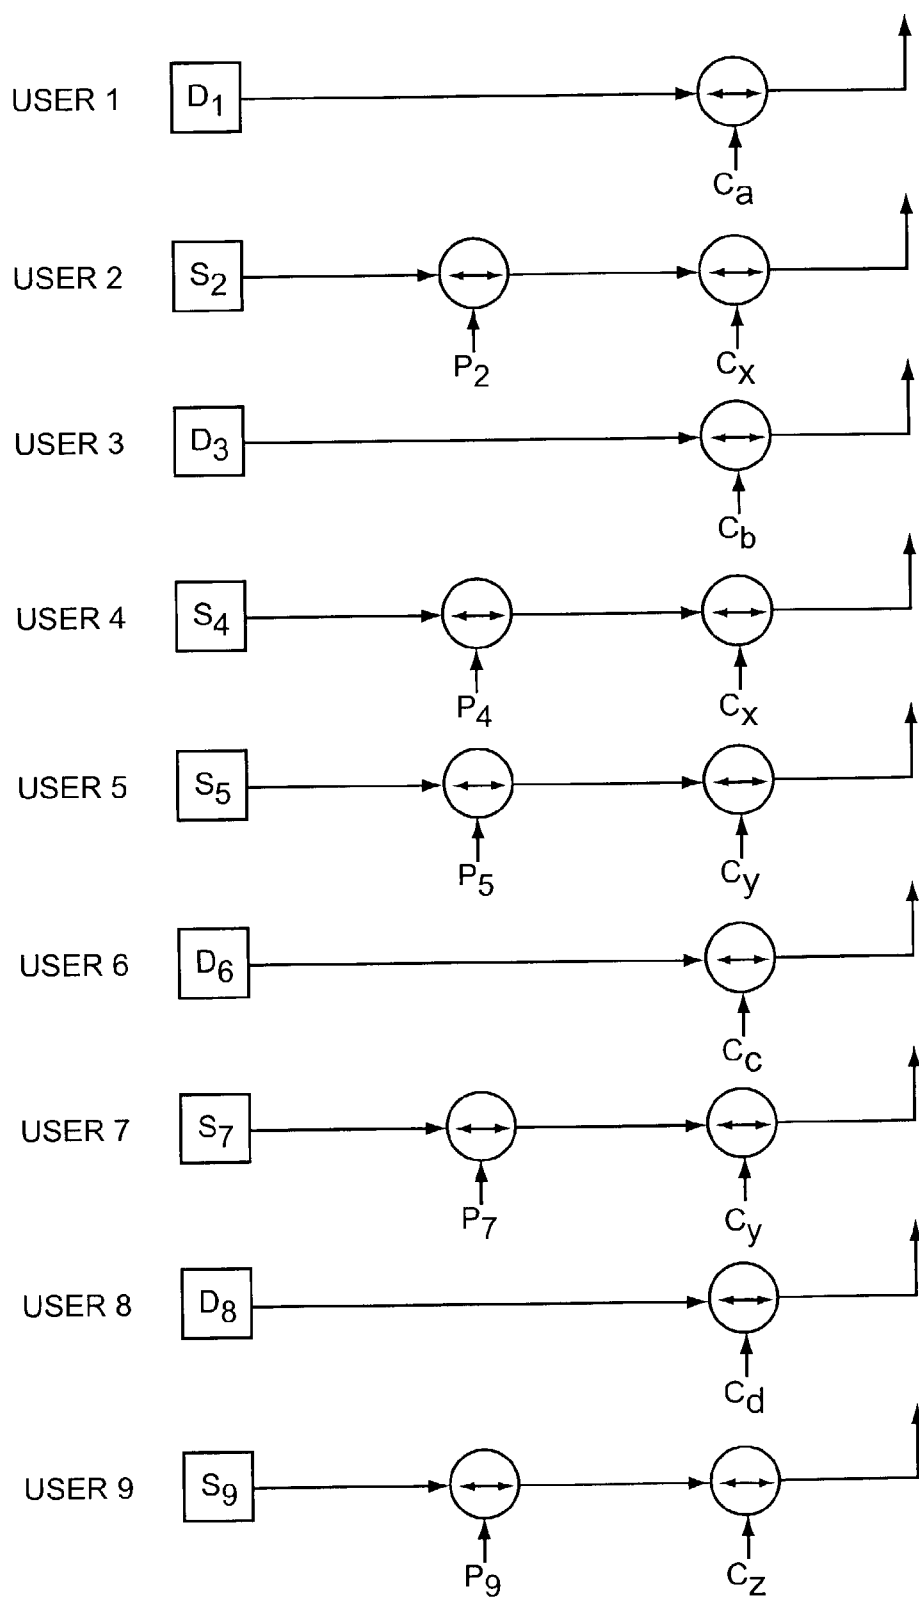 USER 1 D1
Ca
USER 2 S2
P2 Cx
USER 3 D3
Cb
USER 4 S4
P4 Cx
USER 5 S5
P5 Cy
USER 6 D6
Cc
USER 7 S7
P7 Cy
USER 8 D8
Cd
USER 9 S9
P9 Cz